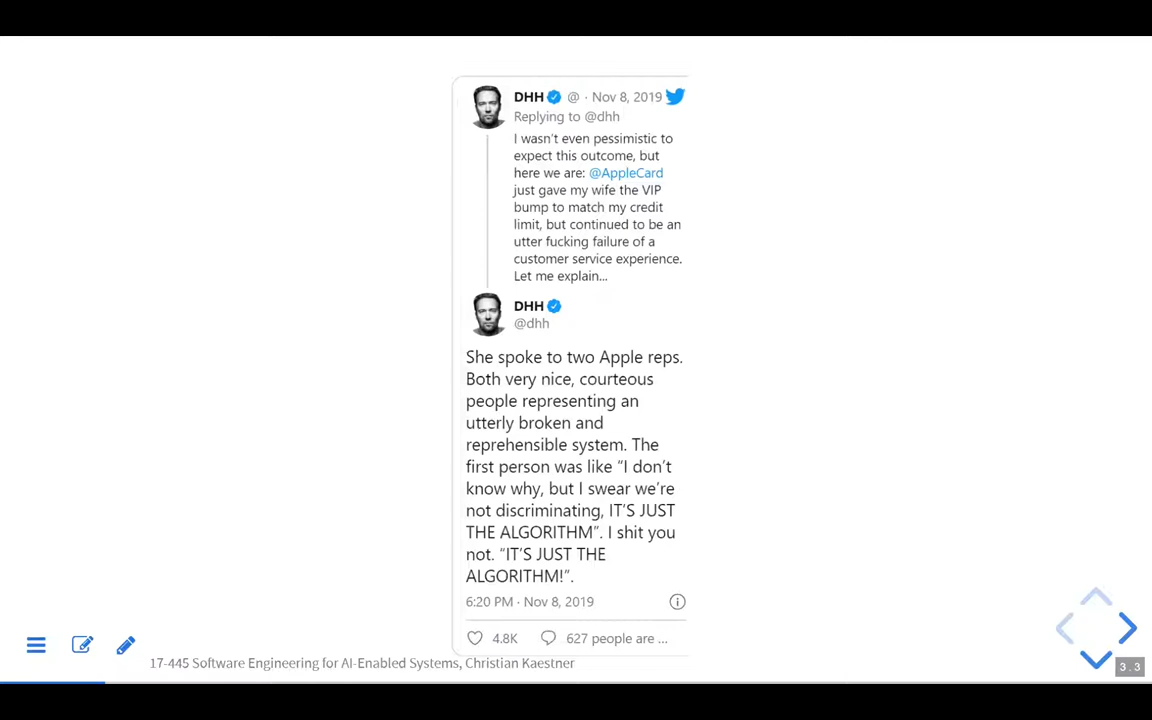 DHH @ · Nov 8, 2019
Replying to @dhh
I wasn't even pessimistic to
expect this outcome, but
here we are: @AppleCard
just gave my wife the VIP
bump to match my credit
limit, but continued to be an
utter fucking failure of a
customer service experience.
Let me explain...
DHH
@dhh
She spoke to two Apple reps.
Both very nice, courteous
people representing an
utterly broken and
reprehensible system. The
first person was like “I don't
know why, but I swear we're
not discriminating, IT'S JUST
THE ALGORITHM”. I shit you
not. “IT'S JUST THE
ALGORITHM!”.
6:20 PM · Nov 8, 2019
4.8K 627 people are ...
17-445 Software Engineering for AI-Enabled Systems, Christian Kaestner
3.3